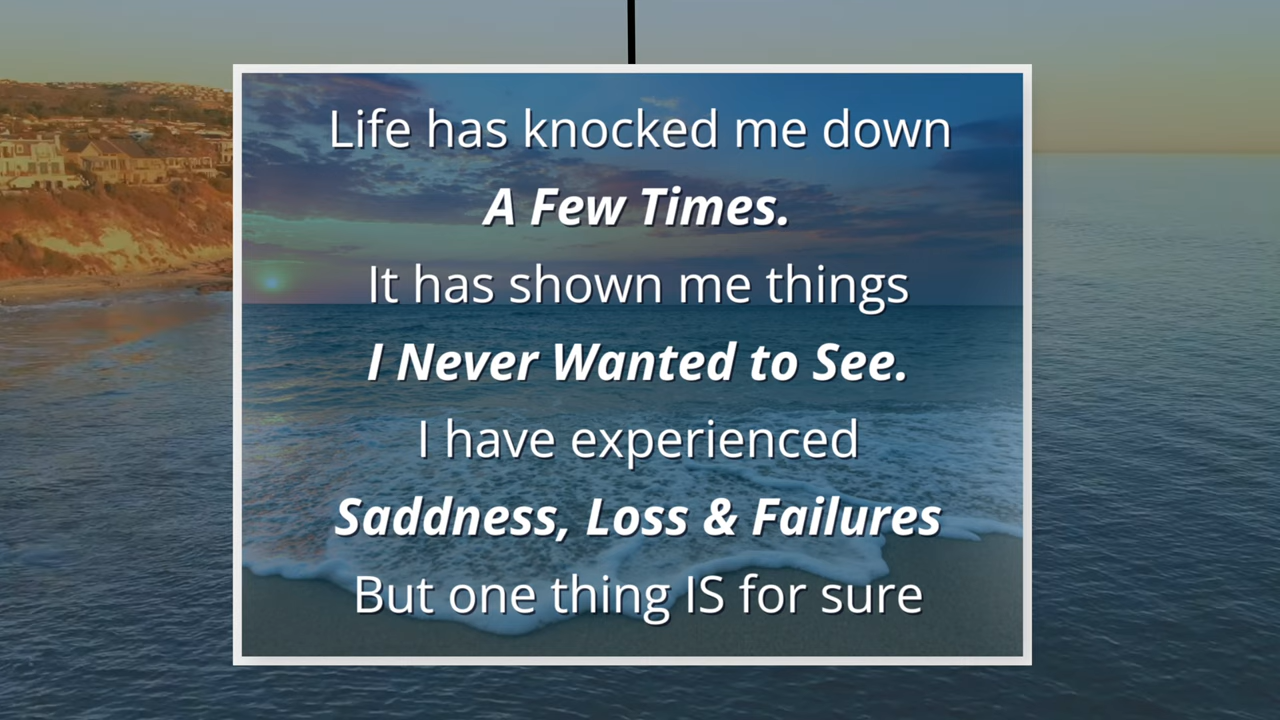 Life has knocked me down
A Few Times.
It has shown me things
I Never Wanted to See.
I have experienced
Saddness, Loss & Failures
But one thing IS for sure